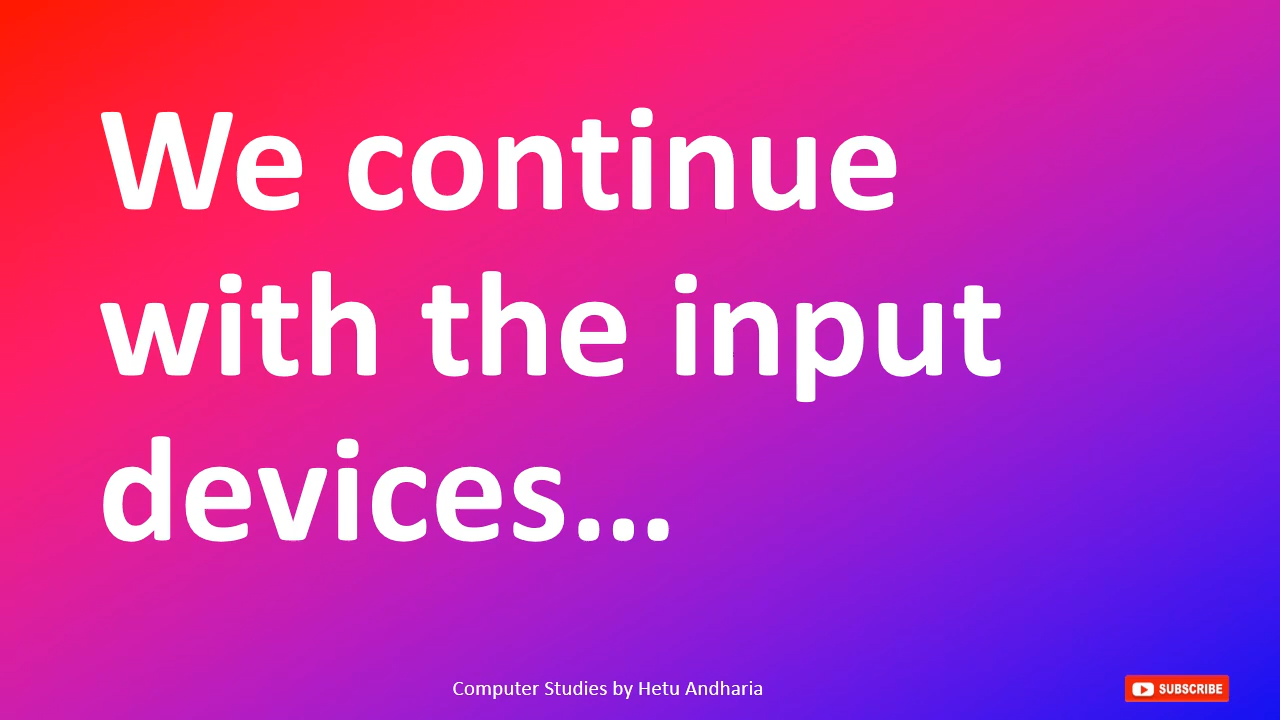 We continue
with the input
devices...
Computer Studies by Hetu Andharia
SUBSCRIBE